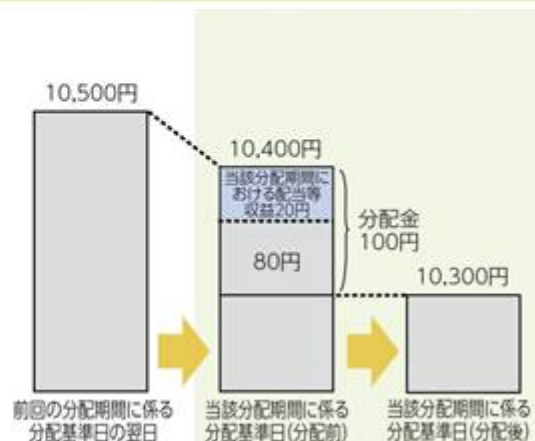 10,500円
10,400円
当該分配期間に
おける配当等
収益20円
80円
分配金
100円
10,300円
前回の分配期間に係る
分配基準日の翌日
当該分配期間に係る
分配基準日(分配前)
当該分配期間に係る
分配基準日(分配後)